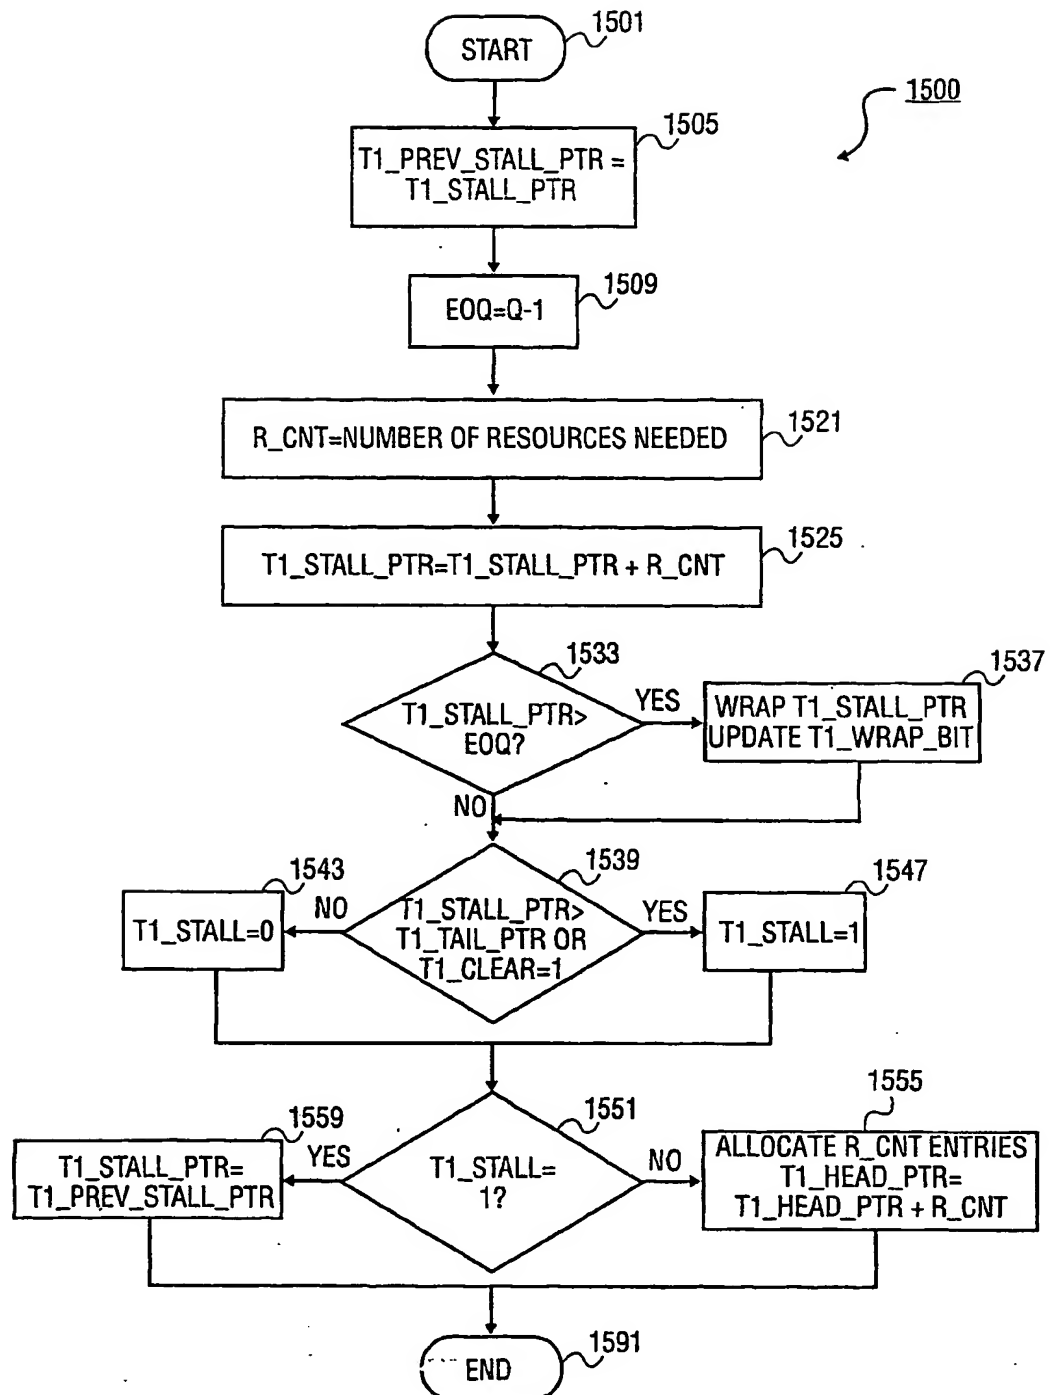 START
1501
1500
1505
T1_PREV_STALL_PTR =
T1_STALL_PTR
1509
EOQ=Q-1
R_CNT=NUMBER OF RESOURCES NEEDED
1521
T1_STALL_PTR=T1_STALL_PTR + R_CNT
1525
1533
T1_STALL_PTR>
EOQ?
YES
1537
WRAP T1_STALL_PTR
UPDATE T1_WRAP_BIT
NO
1539
T1_STALL_PTR>
T1_TAIL_PTR OR
T1_CLEAR=1
1543
NO
T1_STALL=0
YES
1547
T1_STALL=1
1551
T1_STALL=
1?
1559
YES
T1_STALL_PTR=
T1_PREV_STALL_PTR
NO
1555
ALLOCATE R_CNT ENTRIES
T1_HEAD_PTR=
T1_HEAD_PTR + R_CNT
END
1591